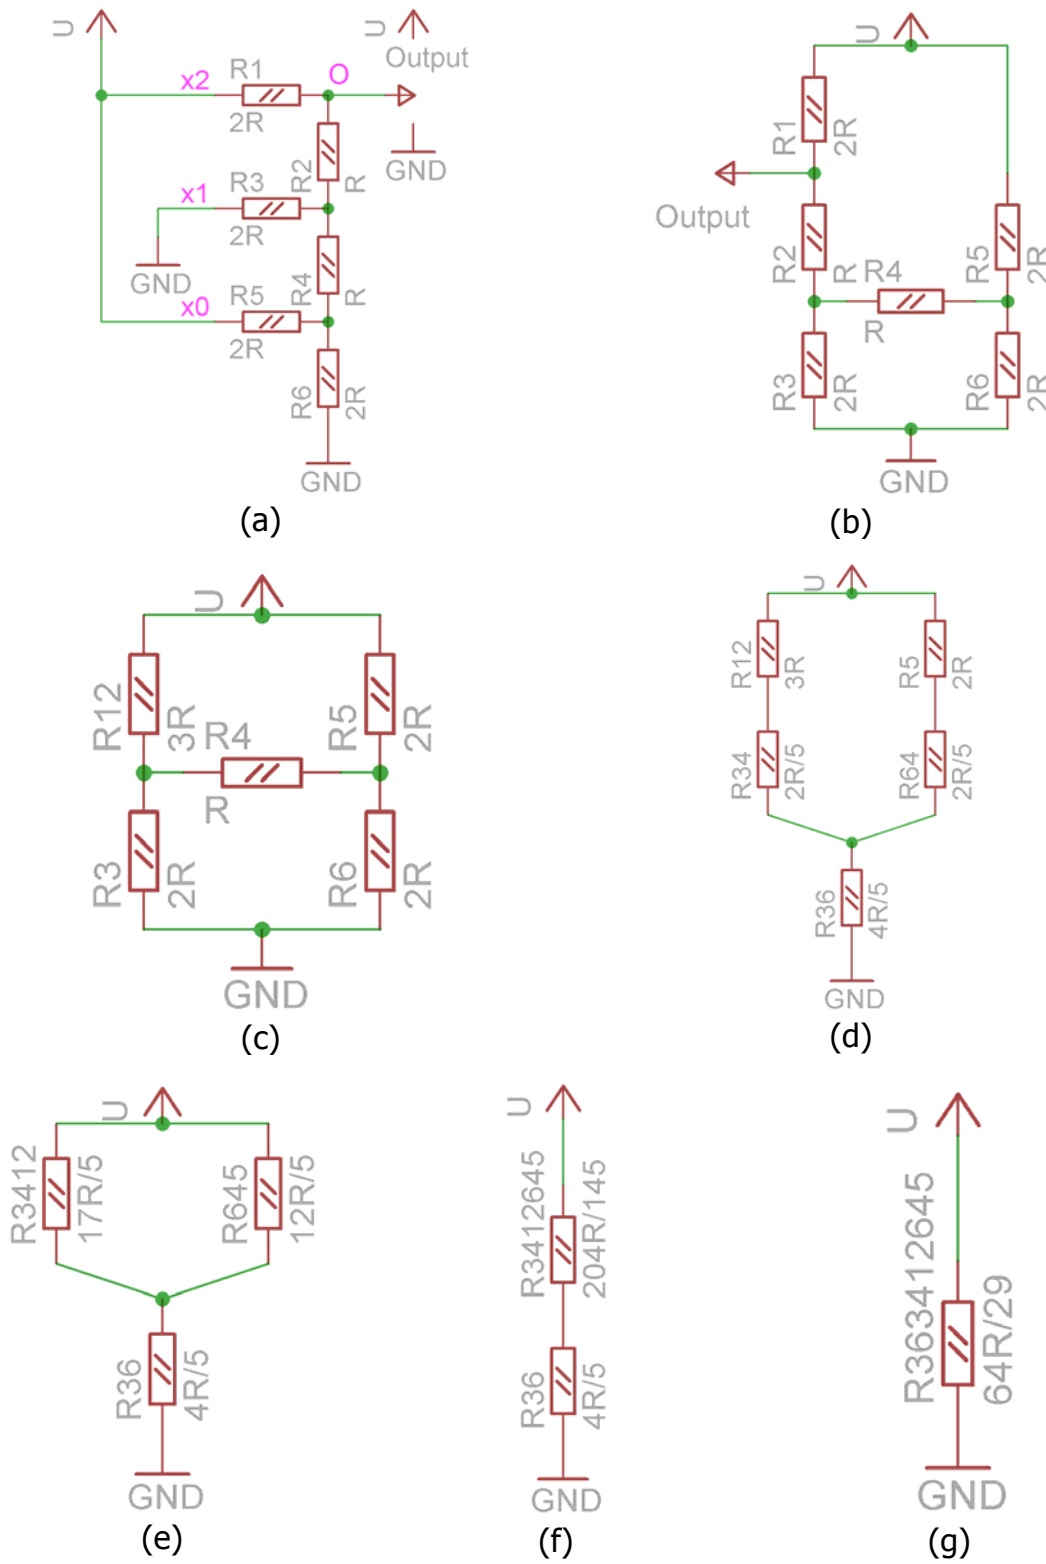 U
U
Output
x2
R1
O
2R
GND
R2
R
x1
R3
2R
GND
R4
R
x0
R5
2R
R6
2R
GND
(a)
U
R1
2R
Output
R2
R
R4
R
R5
2R
R3
2R
R6
2R
GND
(b)
U
R12
3R
R4
R
R5
2R
R3
2R
R6
2R
GND
(c)
U
R12
3R
R5
2R
R34
2R/5
R64
2R/5
R36
4R/5
GND
(d)
U
R3412
17R/5
R645
12R/5
R36
4R/5
GND
(e)
U
R3412645
204R/145
R36
4R/5
GND
(f)
U
R363412645
64R/29
GND
(g)